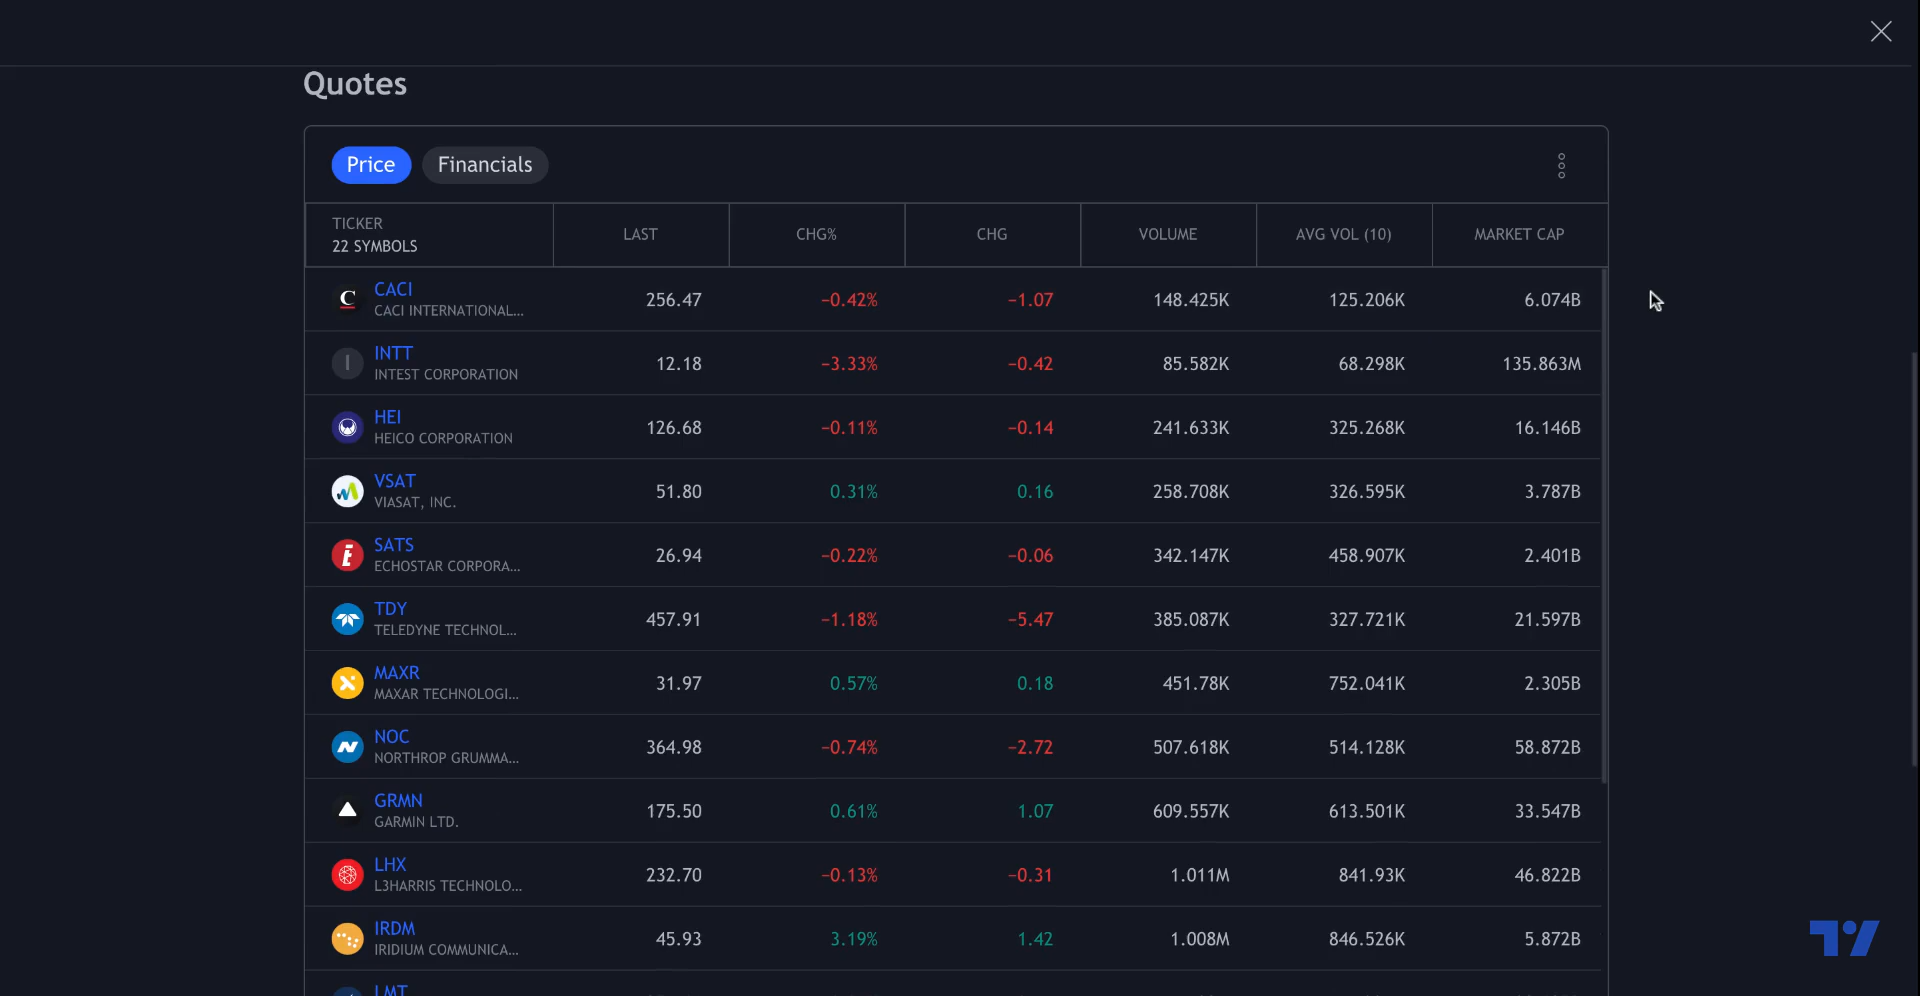 Quotes
Price Financials
TICKER
22 SYMBOLS
LAST CHG% CHG VOLUME AVG VOL (10) MARKET CAP
CACI
CACI INTERNATIONAL...
256.47 −0.42% −1.07 148.425K 125.206K 6.074B
INTT
INTEST CORPORATION
12.18 −3.33% −0.42 85.582K 68.298K 135.863M
HEI
HEICO CORPORATION
126.68 −0.11% −0.14 241.633K 325.268K 16.146B
VSAT
VIASAT, INC.
51.80 0.31% 0.16 258.708K 326.595K 3.787B
SATS
ECHOSTAR CORPORA...
26.94 −0.22% −0.06 342.147K 458.907K 2.401B
TDY
TELEDYNE TECHNOL...
457.91 −1.18% −5.47 385.087K 327.721K 21.597B
MAXR
MAXAR TECHNOLOGI...
31.97 0.57% 0.18 451.78K 752.041K 2.305B
NOC
NORTHROP GRUMMA...
364.98 −0.74% −2.72 507.618K 514.128K 58.872B
GRMN
GARMIN LTD.
175.50 0.61% 1.07 609.557K 613.501K 33.547B
LHX
L3HARRIS TECHNOLO...
232.70 −0.13% −0.31 1.011M 841.93K 46.822B
IRDM
IRIDIUM COMMUNICA...
45.93 3.19% 1.42 1.008M 846.526K 5.872B
LMT